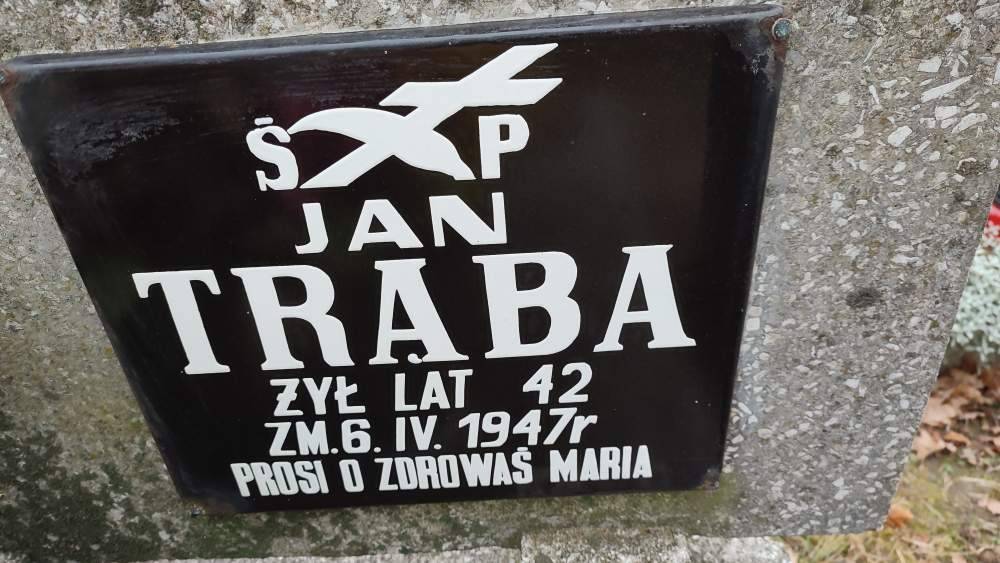 Ś P
JAN
TRĄBA
ŻYŁ LAT 42
ZM. 6. IV. 1947r
PROSI O ZDROWAŚ MARIA